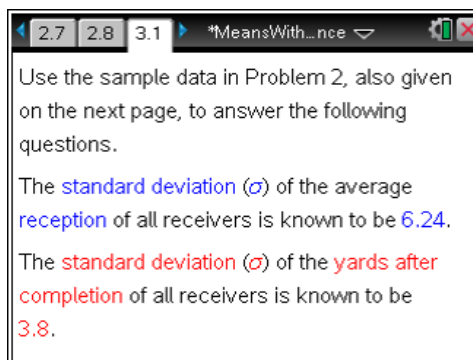 2.7 2.8 3.1 *MeansWith...nce
Use the sample data in Problem 2, also given
on the next page, to answer the following
questions.
The standard deviation (σ) of the average
reception of all receivers is known to be 6.24.
The standard deviation (σ) of the yards after
completion of all receivers is known to be
3.8.